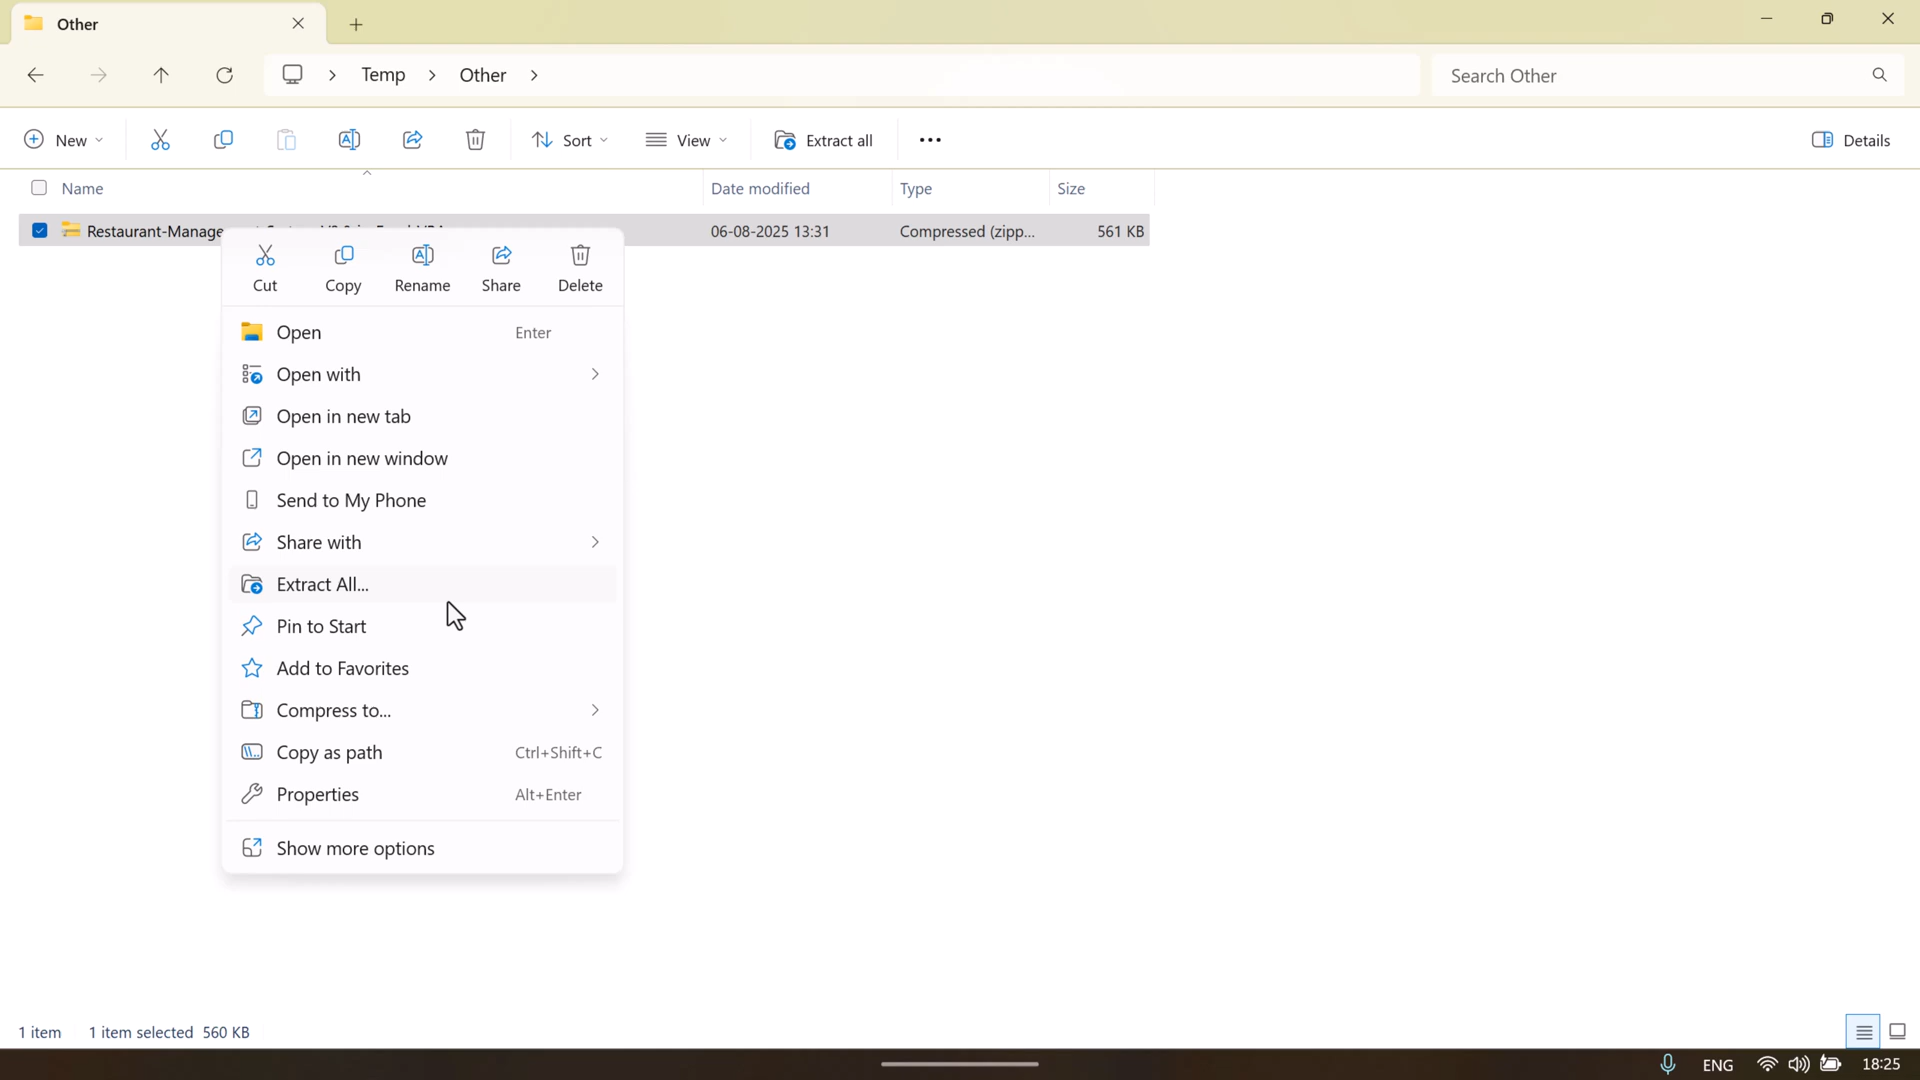 Other
Temp
Other
Search Other
New
Sort
View
Extract all
Details
Name
Date modified
Type
Size
Restaurant-Manage
06-08-2025 13:31
Compressed (zipp...
561 KB
Cut
Copy
Rename
Share
Delete
Open Enter
Open with
Open in new tab
Open in new window
Send to My Phone
Share with
Extract All...
Pin to Start
Add to Favorites
Compress to...
Copy as path Ctrl+Shift+C
Properties Alt+Enter
Show more options
1 item 1 item selected 560 KB
ENG 18:25